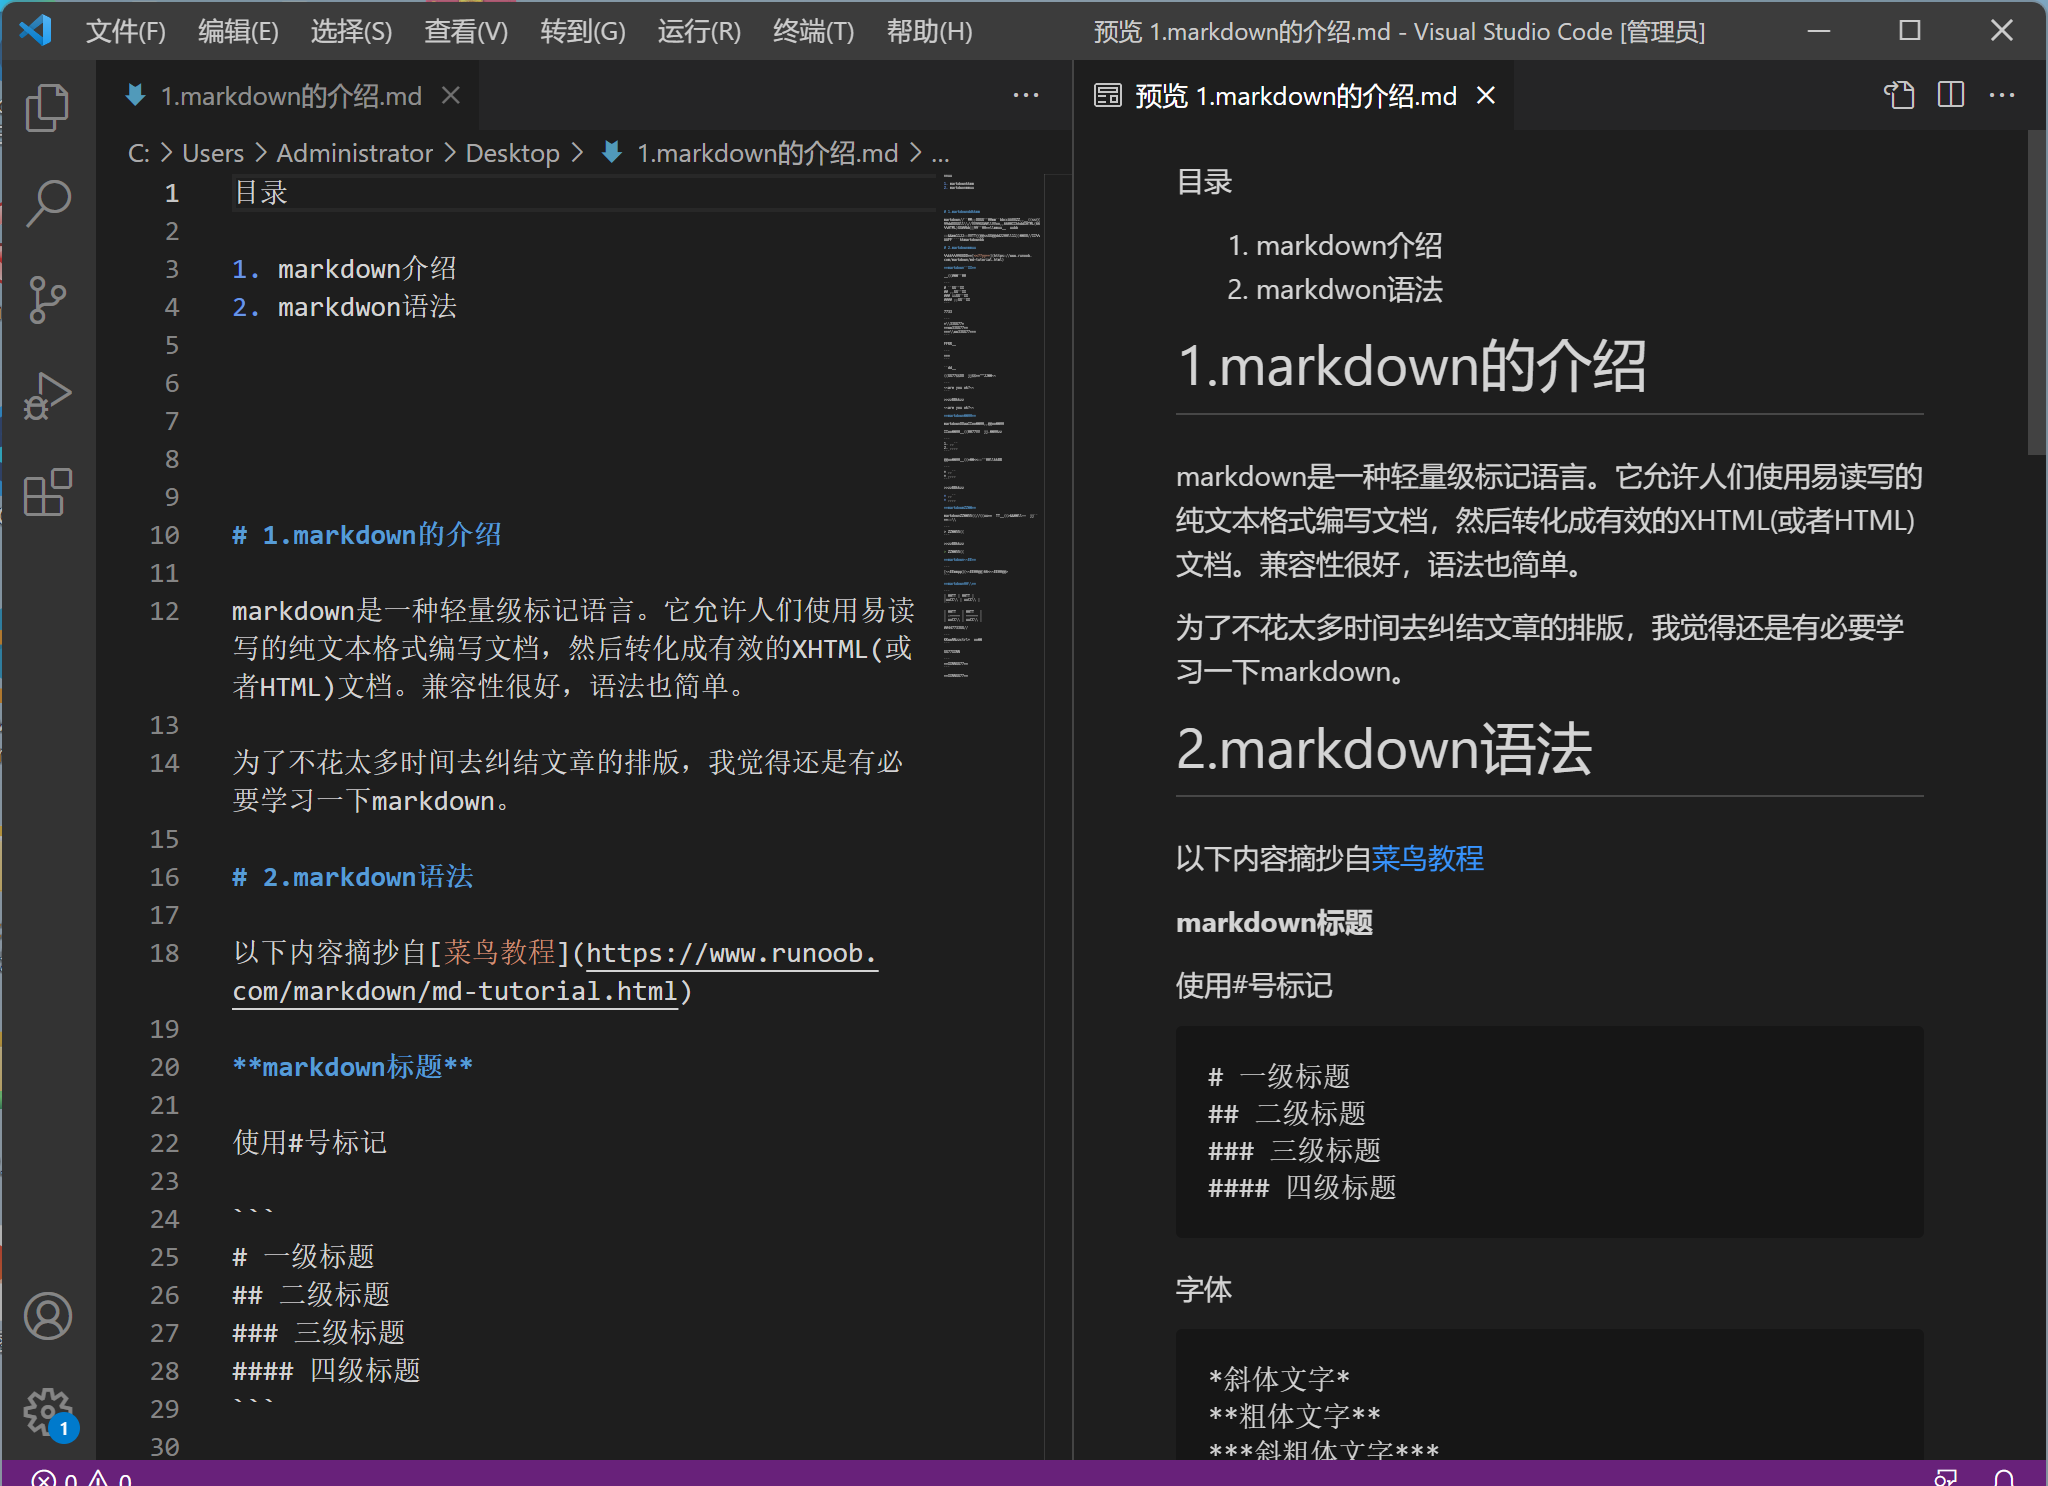 文件(F) 编辑(E) 选择(S) 查看(V) 转到(G) 运行(R) 终端(T) 帮助(H) 预览 1.markdown的介绍.md - Visual Studio Code [管理员]
1.markdown的介绍.md
C: > Users > Administrator > Desktop > 1.markdown的介绍.md > ...
1 目录
2
3 1. markdown介绍
4 2. markdwon语法
5
6
7
8
9
10 # 1.markdown的介绍
11
12 markdown是一种轻量级标记语言。它允许人们使用易读
写的纯文本格式编写文档，然后转化成有效的XHTML(或
者HTML)文档。兼容性很好，语法也简单。
13
14 为了不花太多时间去纠结文章的排版，我觉得还是有必
要学习一下markdown。
15
16 # 2.markdown语法
17
18 以下内容摘抄自[菜鸟教程](https://www.runoob.
com/markdown/md-tutorial.html)
19
20 **markdown标题**
21
22 使用#号标记
23
24 ```
25 # 一级标题
26 ## 二级标题
27 ### 三级标题
28 #### 四级标题
29 ```
30
预览 1.markdown的介绍.md
目录
1. markdown介绍
2. markdwon语法
1.markdown的介绍
markdown是一种轻量级标记语言。它允许人们使用易读写的
纯文本格式编写文档，然后转化成有效的XHTML(或者HTML)
文档。兼容性很好，语法也简单。
为了不花太多时间去纠结文章的排版，我觉得还是有必要学
习一下markdown。
2.markdown语法
以下内容摘抄自菜鸟教程
markdown标题
使用#号标记
# 一级标题
## 二级标题
### 三级标题
#### 四级标题
字体
*斜体文字*
**粗体文字**
***斜粗体文字***
1
0 0